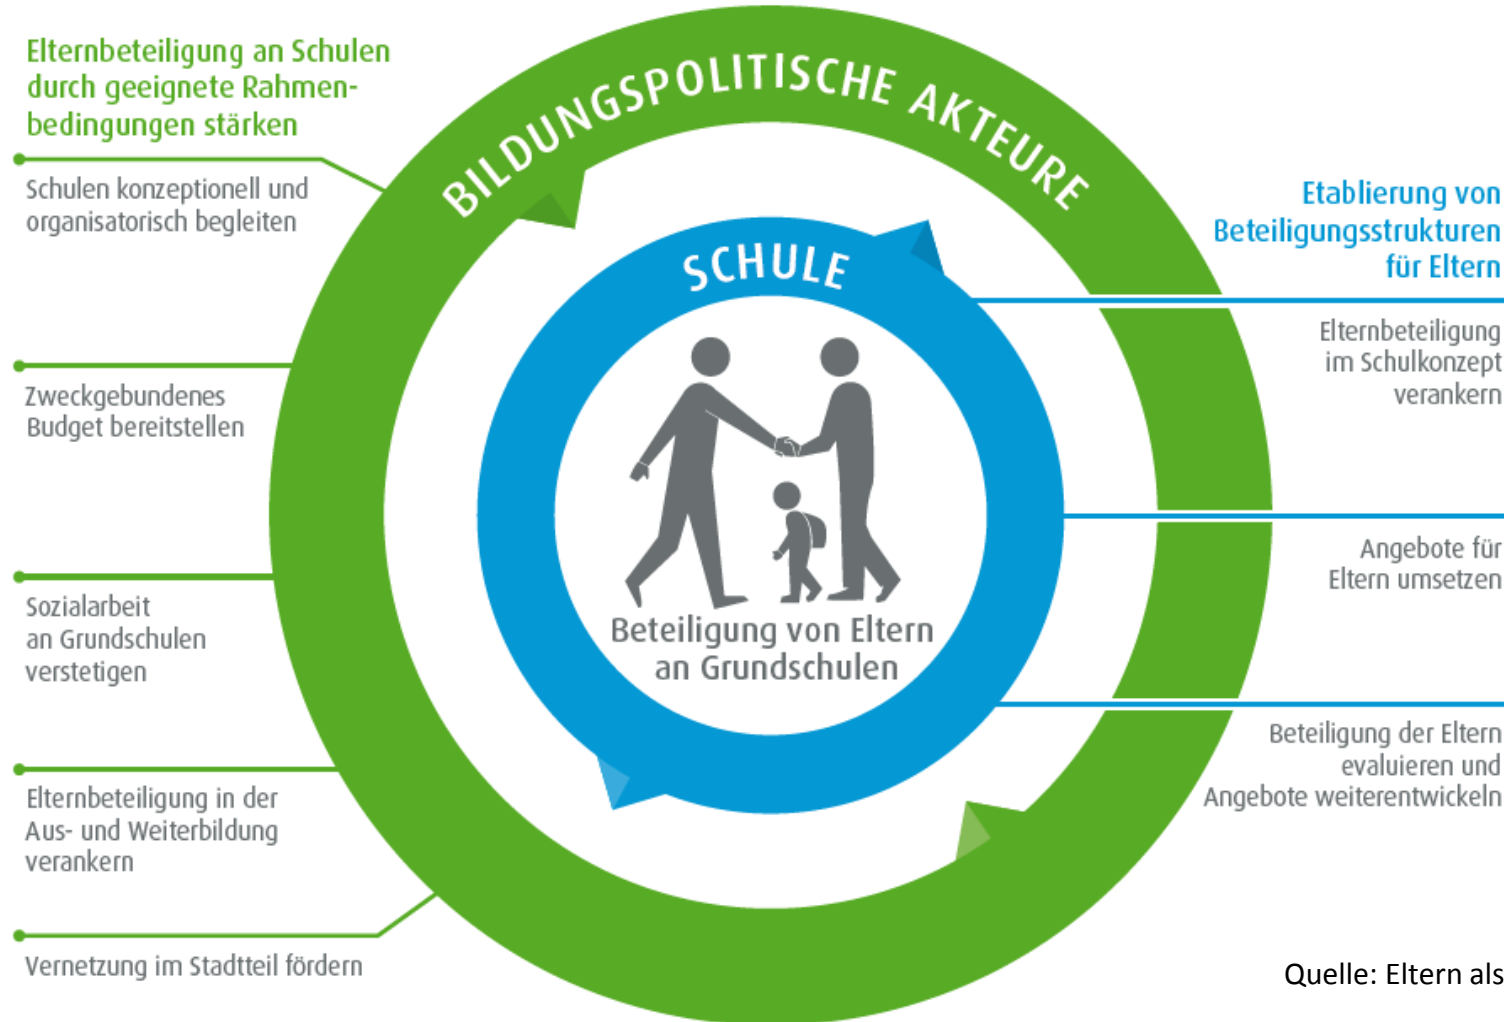 Elternbeteiligung an Schulen
durch geeignete Rahmen-
bedingungen stärken
Schulen konzeptionell und
organisatorisch begleiten
Zweckgebundenes
Budget bereitstellen
Sozialarbeit
an Grundschulen
verstetigen
Elternbeteiligung in der
Aus- und Weiterbildung
verankern
Vernetzung im Stadtteil fördern
BILDUNGSPOLITISCHE AKTEURE
SCHULE
Beteiligung von Eltern
an Grundschulen
Etablierung von
Beteiligungsstrukturen
für Eltern
Elternbeteiligung
im Schulkonzept
verankern
Angebote für
Eltern umsetzen
Beteiligung der Eltern
evaluieren und
Angebote weiterentwickeln
Quelle: Eltern als